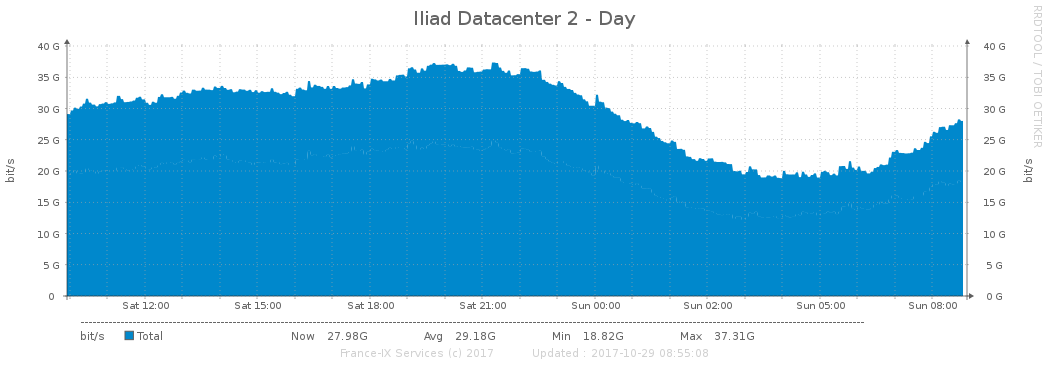 Iliad Datacenter 2 - Day
RRDTOOL / TOBI OETIKER
40 G 40 G
35 G 35 G
30 G 30 G
25 G 25 G
20 G 20 G
15 G 15 G
10 G 10 G
5 G 5 G
0 0 G
bit/s bit/s
Sat 12:00 Sat 15:00 Sat 18:00 Sat 21:00 Sun 00:00 Sun 02:00 Sun 05:00 Sun 08:00
bit/s Total Now 27.98G Avg 29.18G Min 18.82G Max 37.31G
France-IX Services (c) 2017 Updated : 2017-10-29 08:55:08